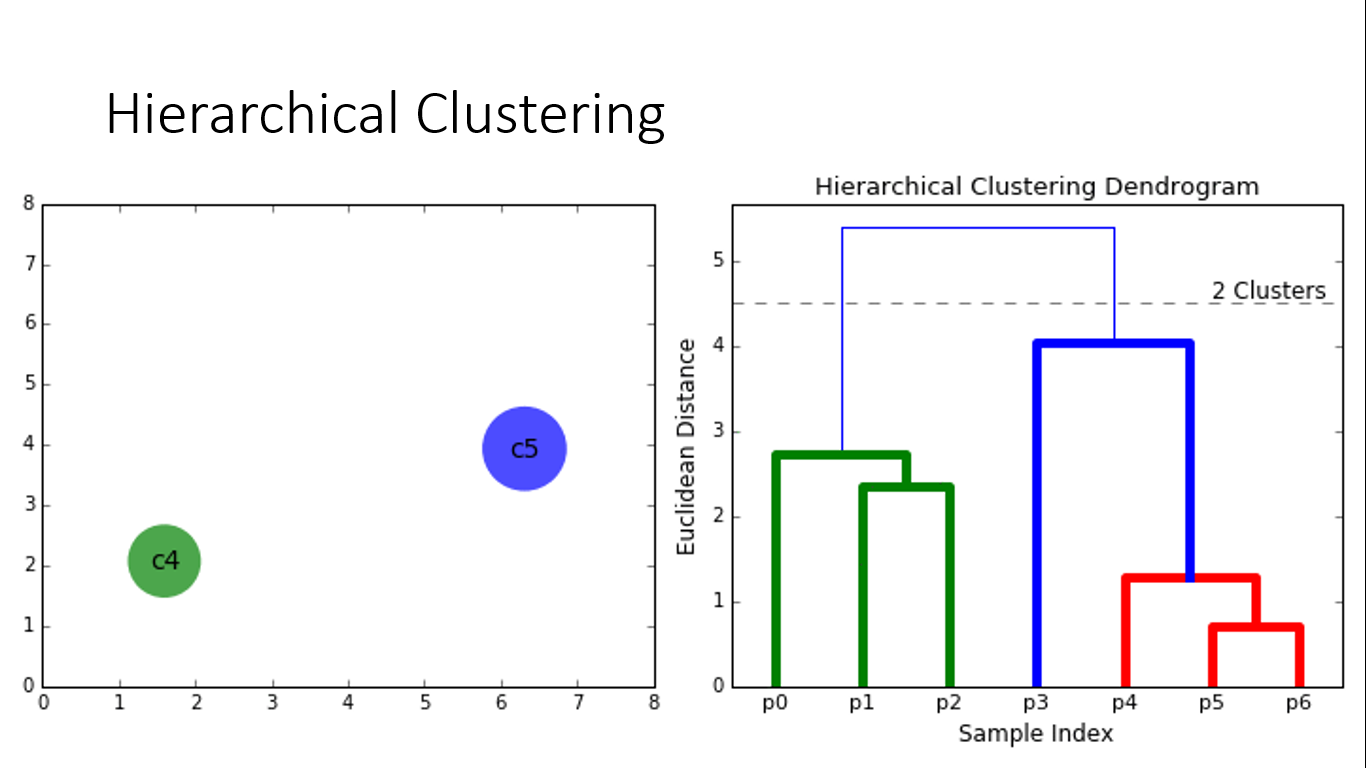 Hierarchical Clustering
8
7
6
5
4
3
2
1
0
c5
c4
0 1 2 3 4 5 6 7 8
Hierarchical Clustering Dendrogram
Euclidean Distance
5
4
3
2
1
0
2 Clusters
p0 p1 p2 p3 p4 p5 p6
Sample Index